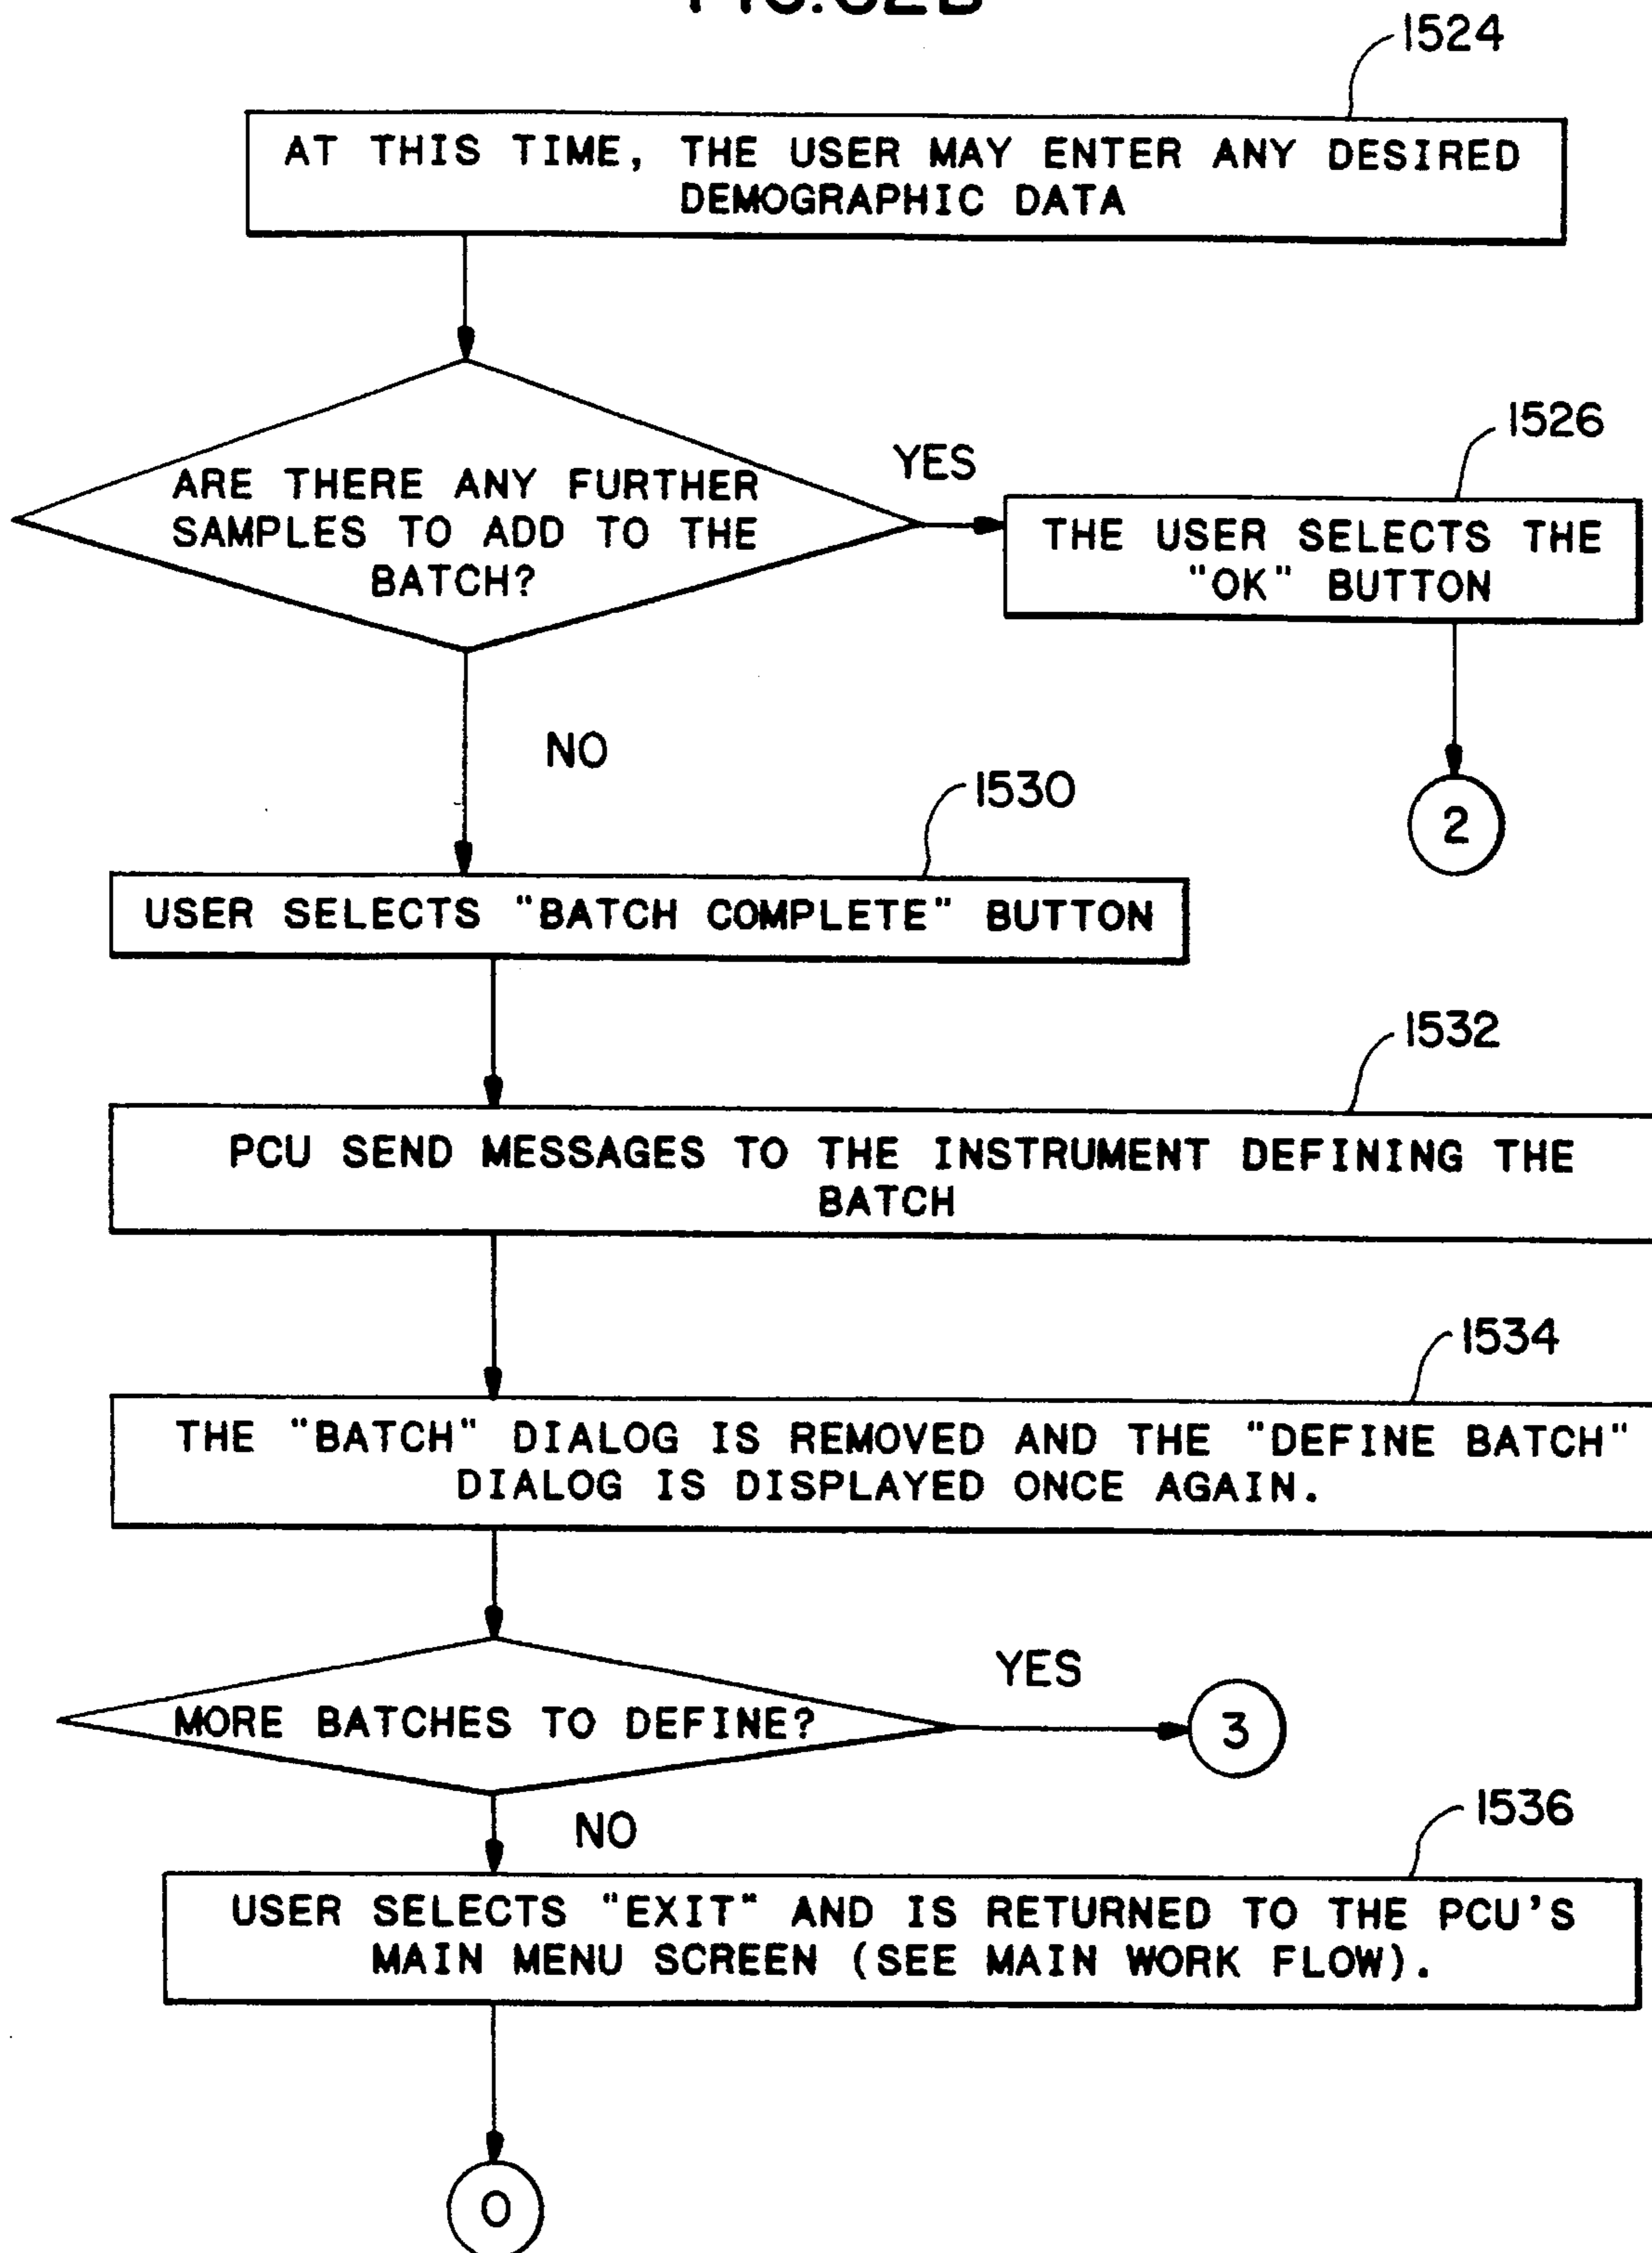 1524
AT THIS TIME, THE USER MAY ENTER ANY DESIRED
DEMOGRAPHIC DATA
1526
YES
ARE THERE ANY FURTHER
SAMPLES TO ADD TO THE
BATCH?
THE USER SELECTS THE
"OK" BUTTON
NO
2
1530
USER SELECTS "BATCH COMPLETE" BUTTON
1532
PCU SEND MESSAGES TO THE INSTRUMENT DEFINING THE
BATCH
1534
THE "BATCH" DIALOG IS REMOVED AND THE "DEFINE BATCH"
DIALOG IS DISPLAYED ONCE AGAIN.
YES
MORE BATCHES TO DEFINE?
3
NO
1536
USER SELECTS "EXIT" AND IS RETURNED TO THE PCU'S
MAIN MENU SCREEN (SEE MAIN WORK FLOW).
0